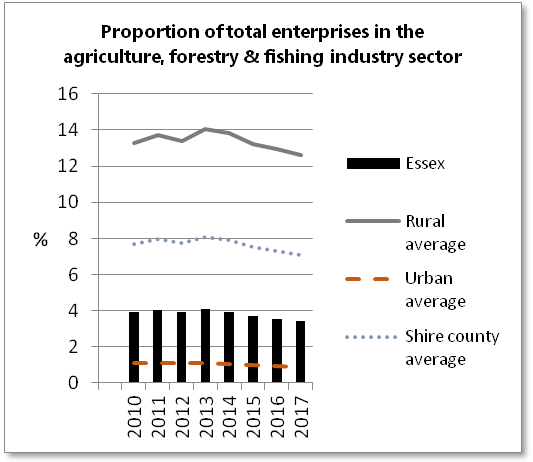 Proportion of total enterprises in the
agriculture, forestry & fishing industry sector
16
14
12
10
8
6
4
2
0
%
2010
2011
2012
2013
2014
2015
2016
2017
Essex
Rural
average
Urban
average
Shire county
average